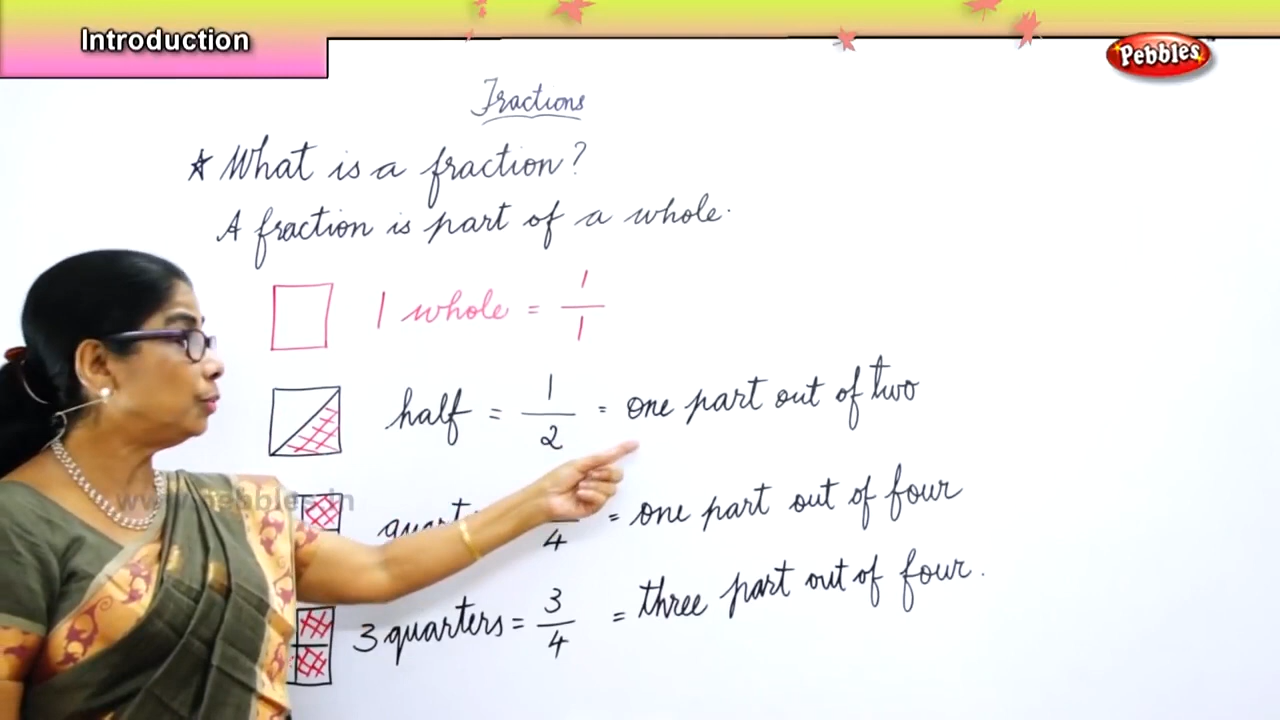 Introduction
Pebbles
Fractions
* What is a fraction?
A fraction is part of a whole.
1 whole = 1/1
half = 1/2 = one part out of two
4 = one part out of four
3 quarters = 3/4 = three part out of four.